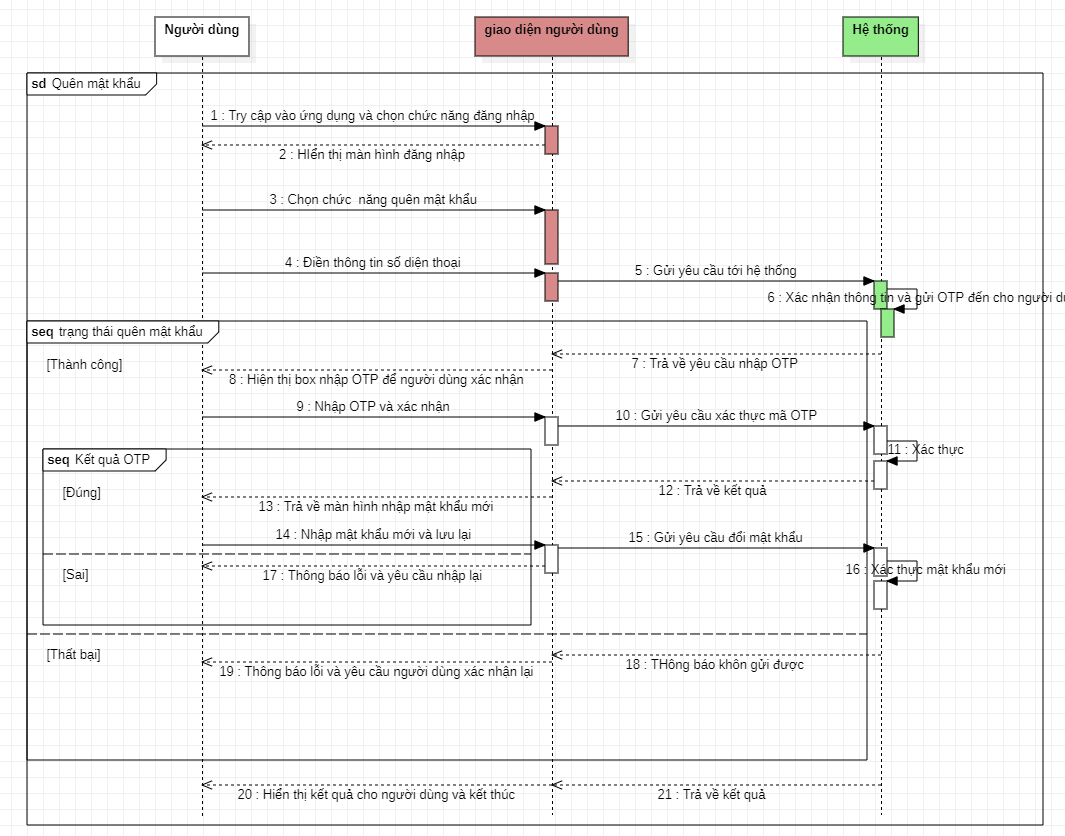 Người dùng
giao diện người dùng
Hệ thống
sd Quên mật khẩu
1 : Try cập vào ứng dụng và chọn chức năng đăng nhập
2 : HIển thị màn hình đăng nhập
3 : Chọn chức năng quên mật khẩu
4 : Điền thông tin số diện thoại
5 : Gửi yêu cầu tới hệ thống
6 : Xác nhận thông tin và gửi OTP đến cho người dù
seq trạng thái quên mật khẩu
[Thành công]
7 : Trả về yêu cầu nhập OTP
8 : Hiện thị box nhập OTP để người dùng xác nhận
9 : Nhập OTP và xác nhận
10 : Gửi yêu cầu xác thực mã OTP
11 : Xác thực
seq Kết quả OTP
[Đúng]
12 : Trả về kết quả
13 : Trả về màn hình nhập mật khẩu mới
14 : Nhập mật khẩu mới và lưu lại
15 : Gửi yêu cầu đổi mật khẩu
16 : Xác thực mật khẩu mới
[Sai]
17 : Thông báo lỗi và yêu cầu nhập lại
[Thất bại]
18 : THông báo khôn gửi được
19 : Thông báo lỗi và yêu cầu người dùng xác nhận lại
20 : Hiển thị kết quả cho người dùng và kết thúc
21 : Trả về kết quả